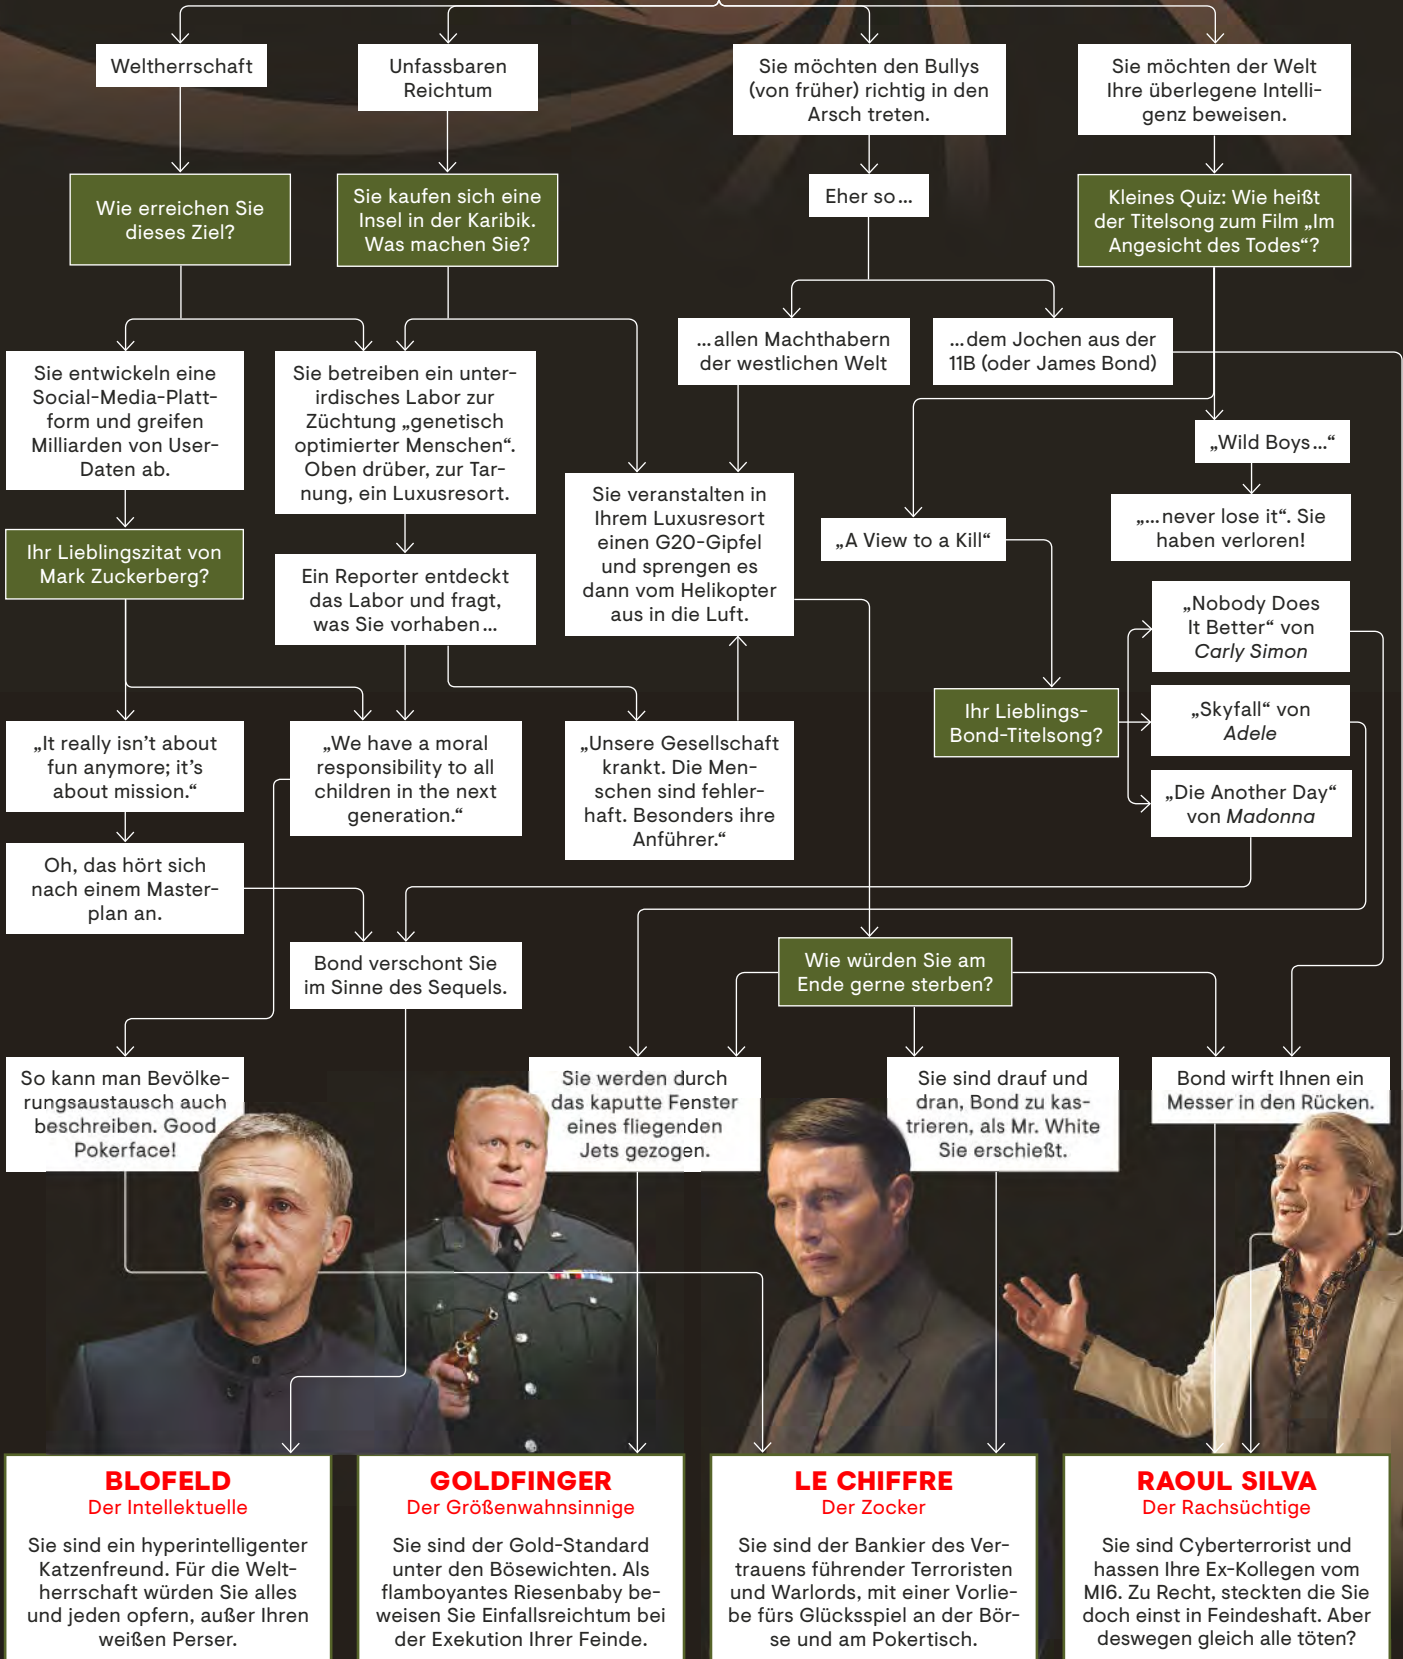 Weltherrschaft
Unfassbaren
Reichtum
Sie möchten den Bullys
(von früher) richtig in den
Arsch treten.
Sie möchten der Welt
Ihre überlegene Intelli-
genz beweisen.
Wie erreichen Sie
dieses Ziel?
Sie kaufen sich eine
Insel in der Karibik.
Was machen Sie?
Eher so...
Kleines Quiz: Wie heißt
der Titelsong zum Film „Im
Angesicht des Todes“?
...allen Machthabern
der westlichen Welt
...dem Jochen aus der
11B (oder James Bond)
Sie entwickeln eine
Social-Media-Platt-
form und greifen
Milliarden von User-
Daten ab.
Sie betreiben ein unter-
irdisches Labor zur
Züchtung „genetisch
optimierter Menschen“.
Oben drüber, zur Tar-
nung, ein Luxusresort.
„Wild Boys...“
Sie veranstalten in
Ihrem Luxusresort
einen G20-Gipfel
und sprengen es
dann vom Helikopter
aus in die Luft.
„A View to a Kill“
„...never lose it“. Sie
haben verloren!
Ihr Lieblingszitat von
Mark Zuckerberg?
Ein Reporter entdeckt
das Labor und fragt,
was Sie vorhaben...
„Nobody Does
It Better“ von
Carly Simon
Ihr Lieblings-
Bond-Titelsong?
„Skyfall“ von
Adele
„Die Another Day“
von Madonna
„It really isn't about
fun anymore; it's
about mission.“
„We have a moral
responsibility to all
children in the next
generation.“
„Unsere Gesellschaft
krankt. Die Men-
schen sind fehler-
haft. Besonders ihre
Anführer.“
Oh, das hört sich
nach einem Master-
plan an.
Bond verschont Sie
im Sinne des Sequels.
Wie würden Sie am
Ende gerne sterben?
So kann man Bevölke-
rungsaustausch auch
beschreiben. Good
Pokerface!
Sie werden durch
das kaputte Fenster
eines fliegenden
Jets gezogen.
Sie sind drauf und
dran, Bond zu kas-
trieren, als Mr. White
Sie erschießt.
Bond wirft Ihnen ein
Messer in den Rücken.
BLOFELD
Der Intellektuelle
Sie sind ein hyperintelligenter
Katzenfreund. Für die Welt-
herrschaft würden Sie alles
und jeden opfern, außer Ihren
weißen Perser.
GOLDFINGER
Der Größenwahnsinnige
Sie sind der Gold-Standard
unter den Bösewichten. Als
flamboyantes Riesenbaby be-
weisen Sie Einfallsreichtum bei
der Exekution Ihrer Feinde.
LE CHIFFRE
Der Zocker
Sie sind der Bankier des Ver-
trauens führender Terroristen
und Warlords, mit einer Vorlie-
be fürs Glücksspiel an der Bör-
se und am Pokertisch.
RAOUL SILVA
Der Rachsüchtige
Sie sind Cyberterrorist und
hassen Ihre Ex-Kollegen vom
MI6. Zu Recht, steckten die Sie
doch einst in Feindeshaft. Aber
deswegen gleich alle töten?